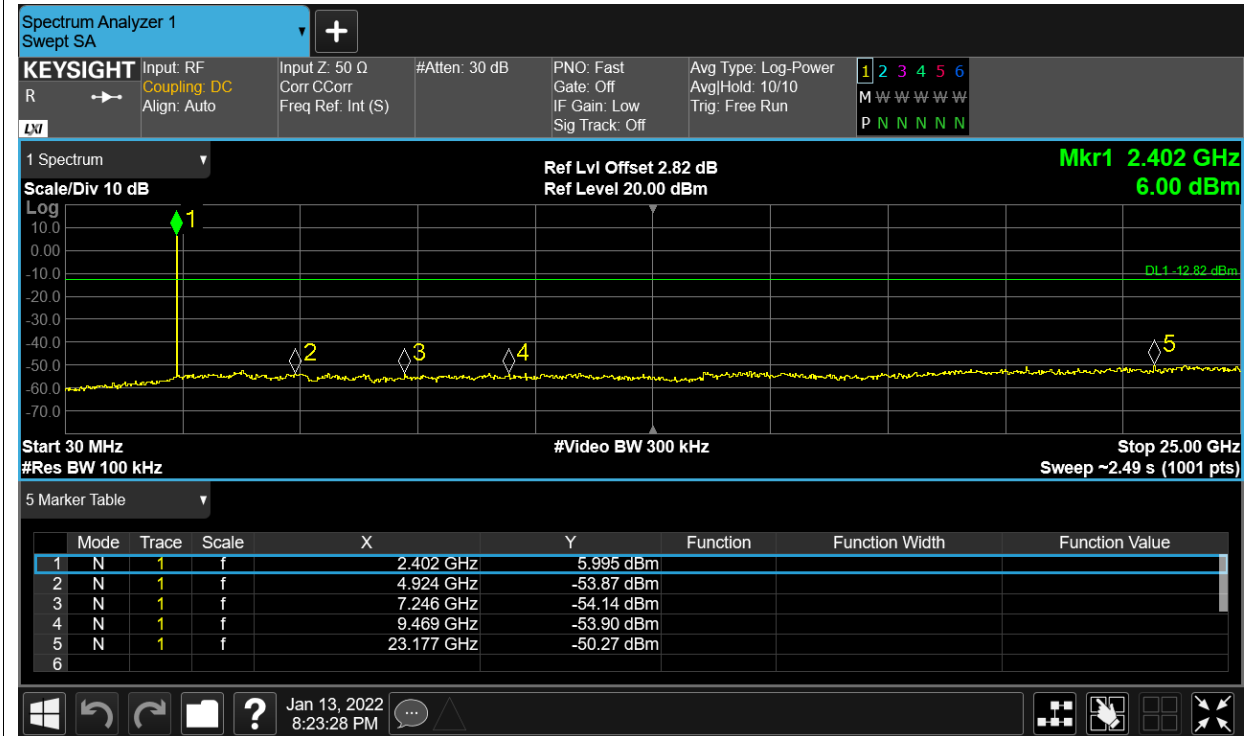 Spectrum Analyzer 1
Swept SA
KEYSIGHT
R
LXI
Input: RF
Coupling: DC
Align: Auto
Input Z: 50 Ω
Corr CCorr
Freq Ref: Int (S)
#Atten: 30 dB
PNO: Fast
Gate: Off
IF Gain: Low
Sig Track: Off
Avg Type: Log-Power
Avg|Hold: 10/10
Trig: Free Run
1 2 3 4 5 6
M W W W W W
P N N N N N
1 Spectrum
Scale/Div 10 dB
Log
Ref Lvl Offset 2.82 dB
Ref Level 20.00 dBm
Mkr1 2.402 GHz
6.00 dBm
10.0
0.00
-10.0
-20.0
-30.0
-40.0
-50.0
-60.0
-70.0
1
2
3
4
5
DL1 -12.82 dBm
Start 30 MHz
#Res BW 100 kHz
#Video BW 300 kHz
Stop 25.00 GHz
Sweep ~2.49 s (1001 pts)
5 Marker Table
Mode Trace Scale X Y Function Function Width Function Value
1 N 1 f 2.402 GHz 5.995 dBm
2 N 1 f 4.924 GHz -53.87 dBm
3 N 1 f 7.246 GHz -54.14 dBm
4 N 1 f 9.469 GHz -53.90 dBm
5 N 1 f 23.177 GHz -50.27 dBm
6
?
Jan 13, 2022
8:23:28 PM